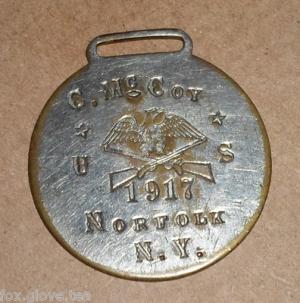 C. McCoy
U S
1917
Norfolk
N.Y.
fox.glove.tea